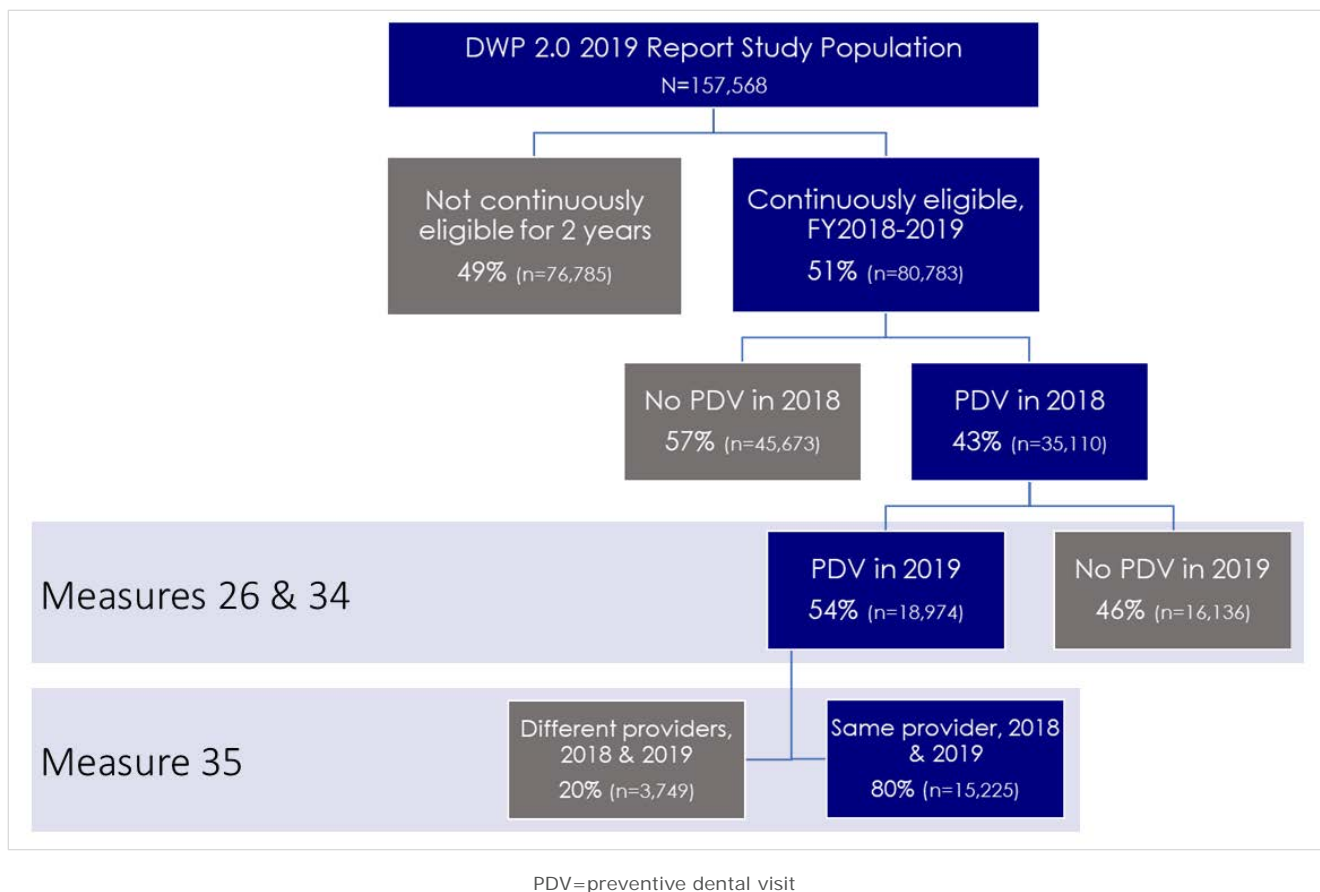 DWP 2.0 2019 Report Study Population
N=157,568
Not continuously
eligible for 2 years
49% (n=76,785)
Continuously eligible,
FY2018-2019
51% (n=80,783)
No PDV in 2018
57% (n=45,673)
PDV in 2018
43% (n=35,110)
Measures 26 & 34
PDV in 2019
54% (n=18,974)
No PDV in 2019
46% (n=16,136)
Measure 35
Different providers,
2018 & 2019
20% (n=3,749)
Same provider, 2018
& 2019
80% (n=15,225)
PDV=preventive dental visit